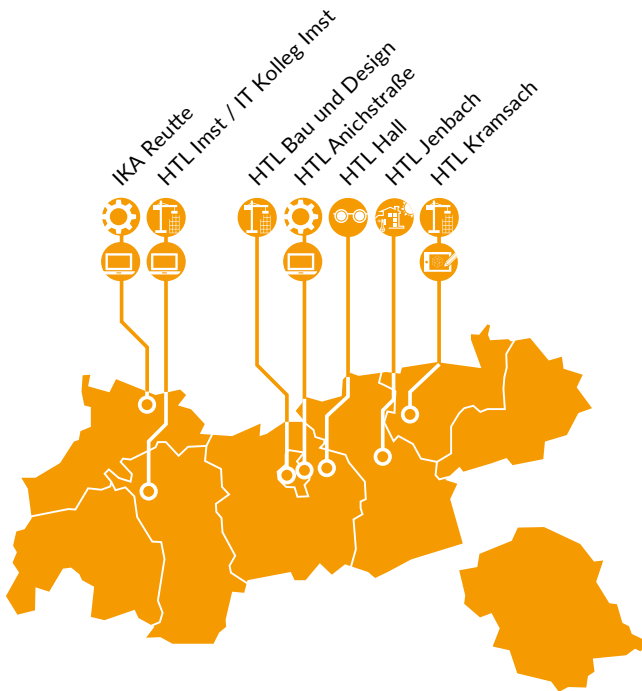 IKA Reutte
HTL Imst / IT Kolleg Imst
HTL Bau und Design
HTL Anichstraße
HTL Hall
HTL Jenbach
HTL Kramsach